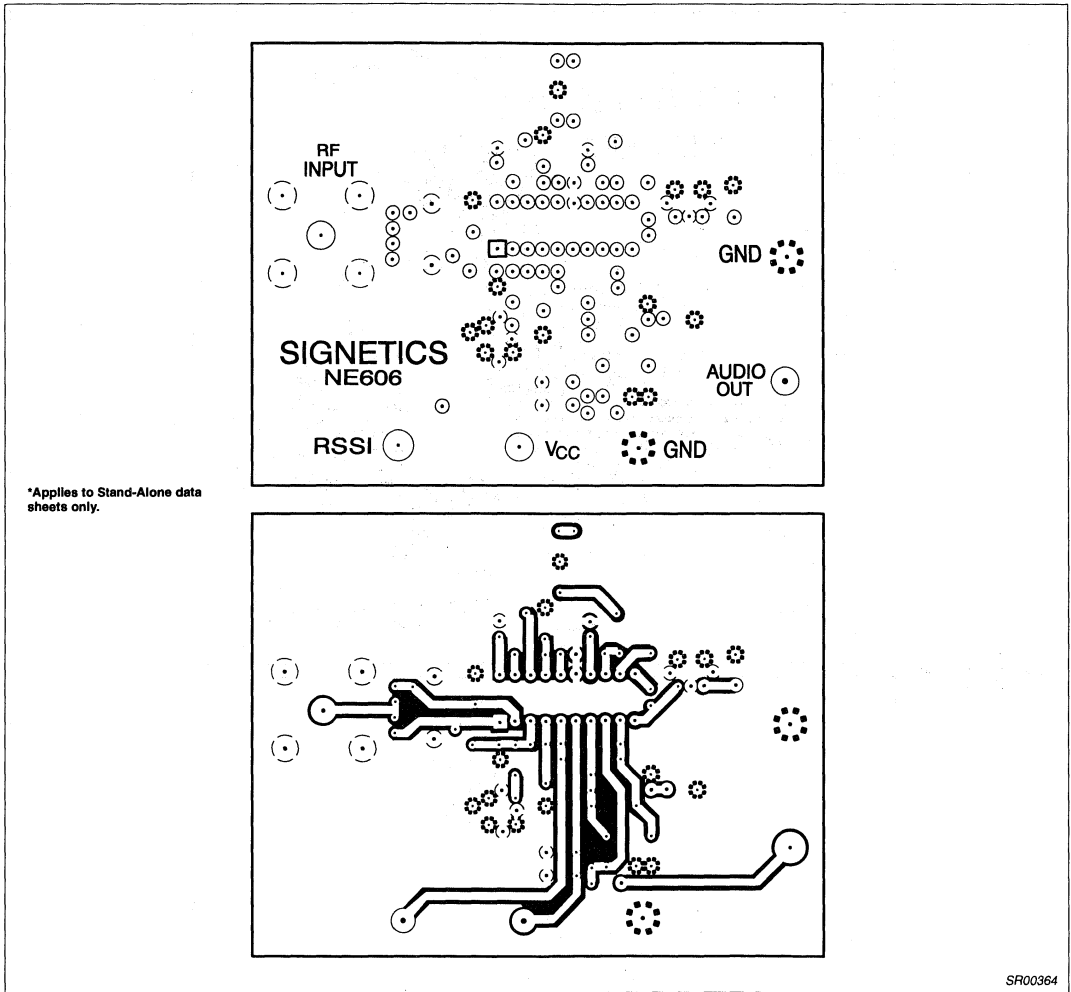 RF
INPUT
GND
SIGNETICS
NE606
AUDIO
OUT
RSSI
VCC
GND
*Applies to Stand-Alone data
sheets only.
SR00364